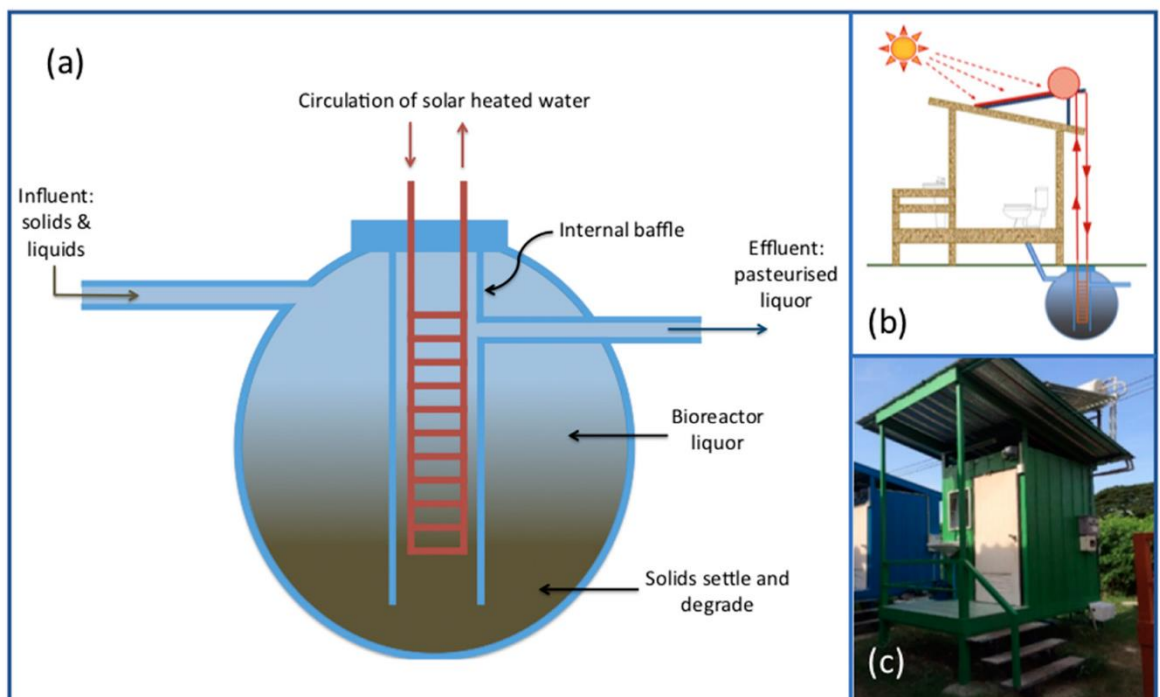 (a)
Circulation of solar heated water
Influent:
solids &
liquids
Internal baffle
Effluent:
pasteurised
liquor
Bioreactor
liquor
Solids settle and
degrade
(b)
(c)